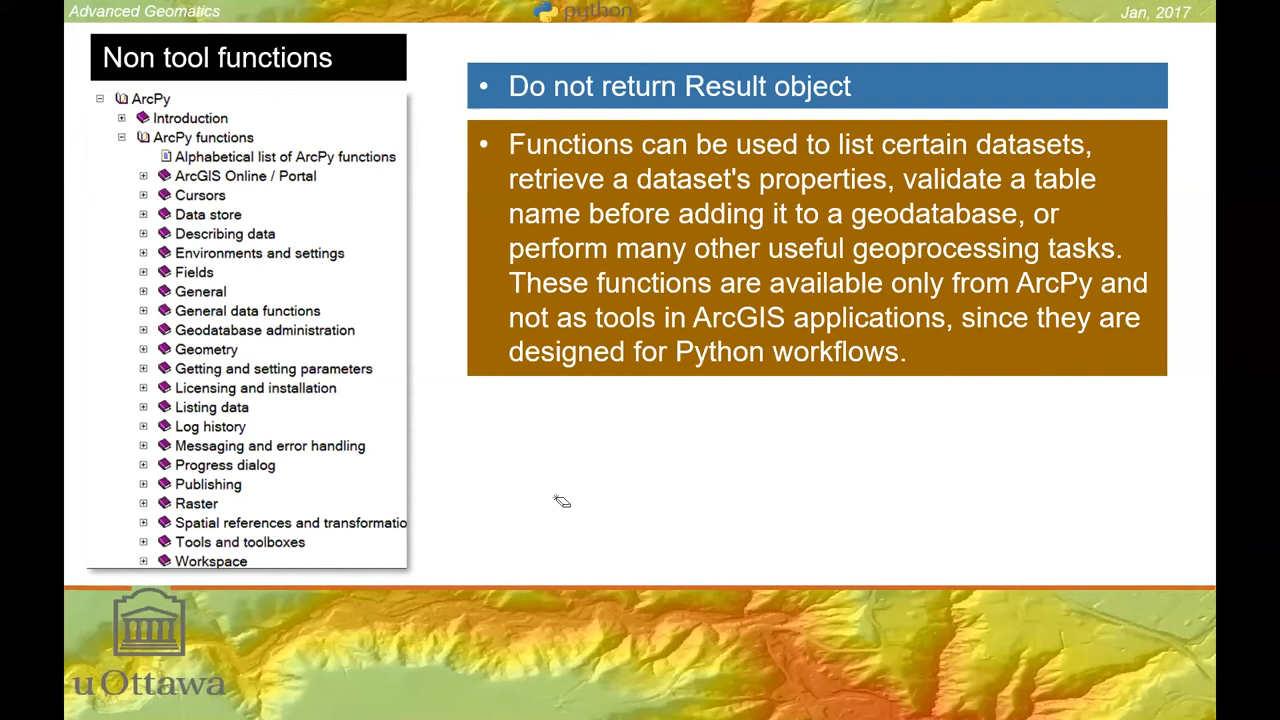 Advanced Geomatics
python
Jan, 2017
Non tool functions
ArcPy
Introduction
ArcPy functions
Alphabetical list of ArcPy functions
ArcGIS Online / Portal
Cursors
Data store
Describing data
Environments and settings
Fields
General
General data functions
Geodatabase administration
Geometry
Getting and setting parameters
Licensing and installation
Listing data
Log history
Messaging and error handling
Progress dialog
Publishing
Raster
Spatial references and transformatio
Tools and toolboxes
Workspace
• Do not return Result object
• Functions can be used to list certain datasets,
retrieve a dataset's properties, validate a table
name before adding it to a geodatabase, or
perform many other useful geoprocessing tasks.
These functions are available only from ArcPy and
not as tools in ArcGIS applications, since they are
designed for Python workflows.
uOttawa